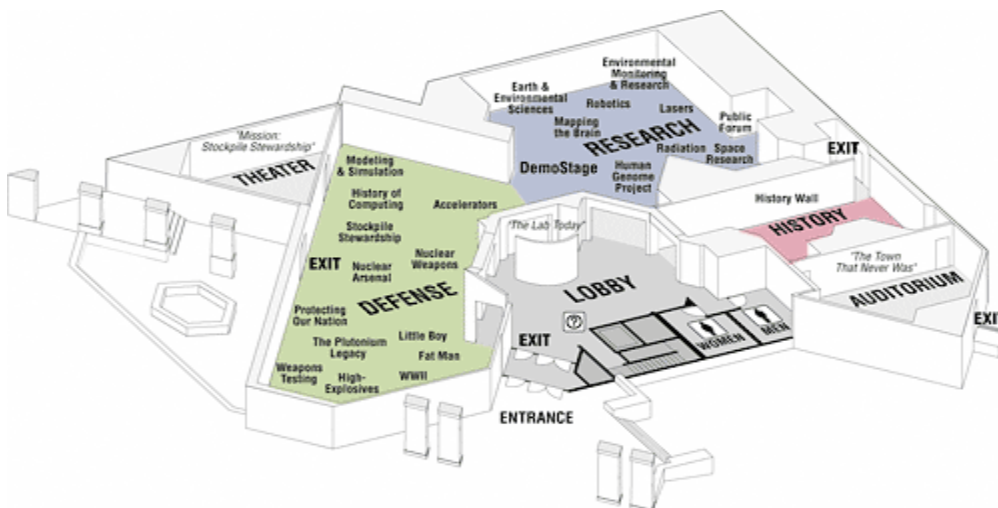 Environmental
Monitoring
& Research
Earth &
Environmental
Sciences
Robotics
Lasers
Mapping
the Brain
Public
Forum
RESEARCH
Radiation
Space
Research
EXIT
DemoStage
Human
Genome
Project
"Mission:
Stockpile Stewardship"
THEATER
Modeling
& Simulation
History of
Computing
Accelerators
Stockpile
Stewardship
EXIT
Nuclear
Arsenal
Nuclear
Weapons
DEFENSE
Protecting
Our Nation
The Plutonium
Legacy
Little Boy
Fat Man
Weapons
Testing
High-
Explosives
WWII
History Wall
HISTORY
"The Lab Today"
LOBBY
"The Town
That Never Was"
AUDITORIUM
EXIT
?
EXIT
WOMEN
MEN
ENTRANCE